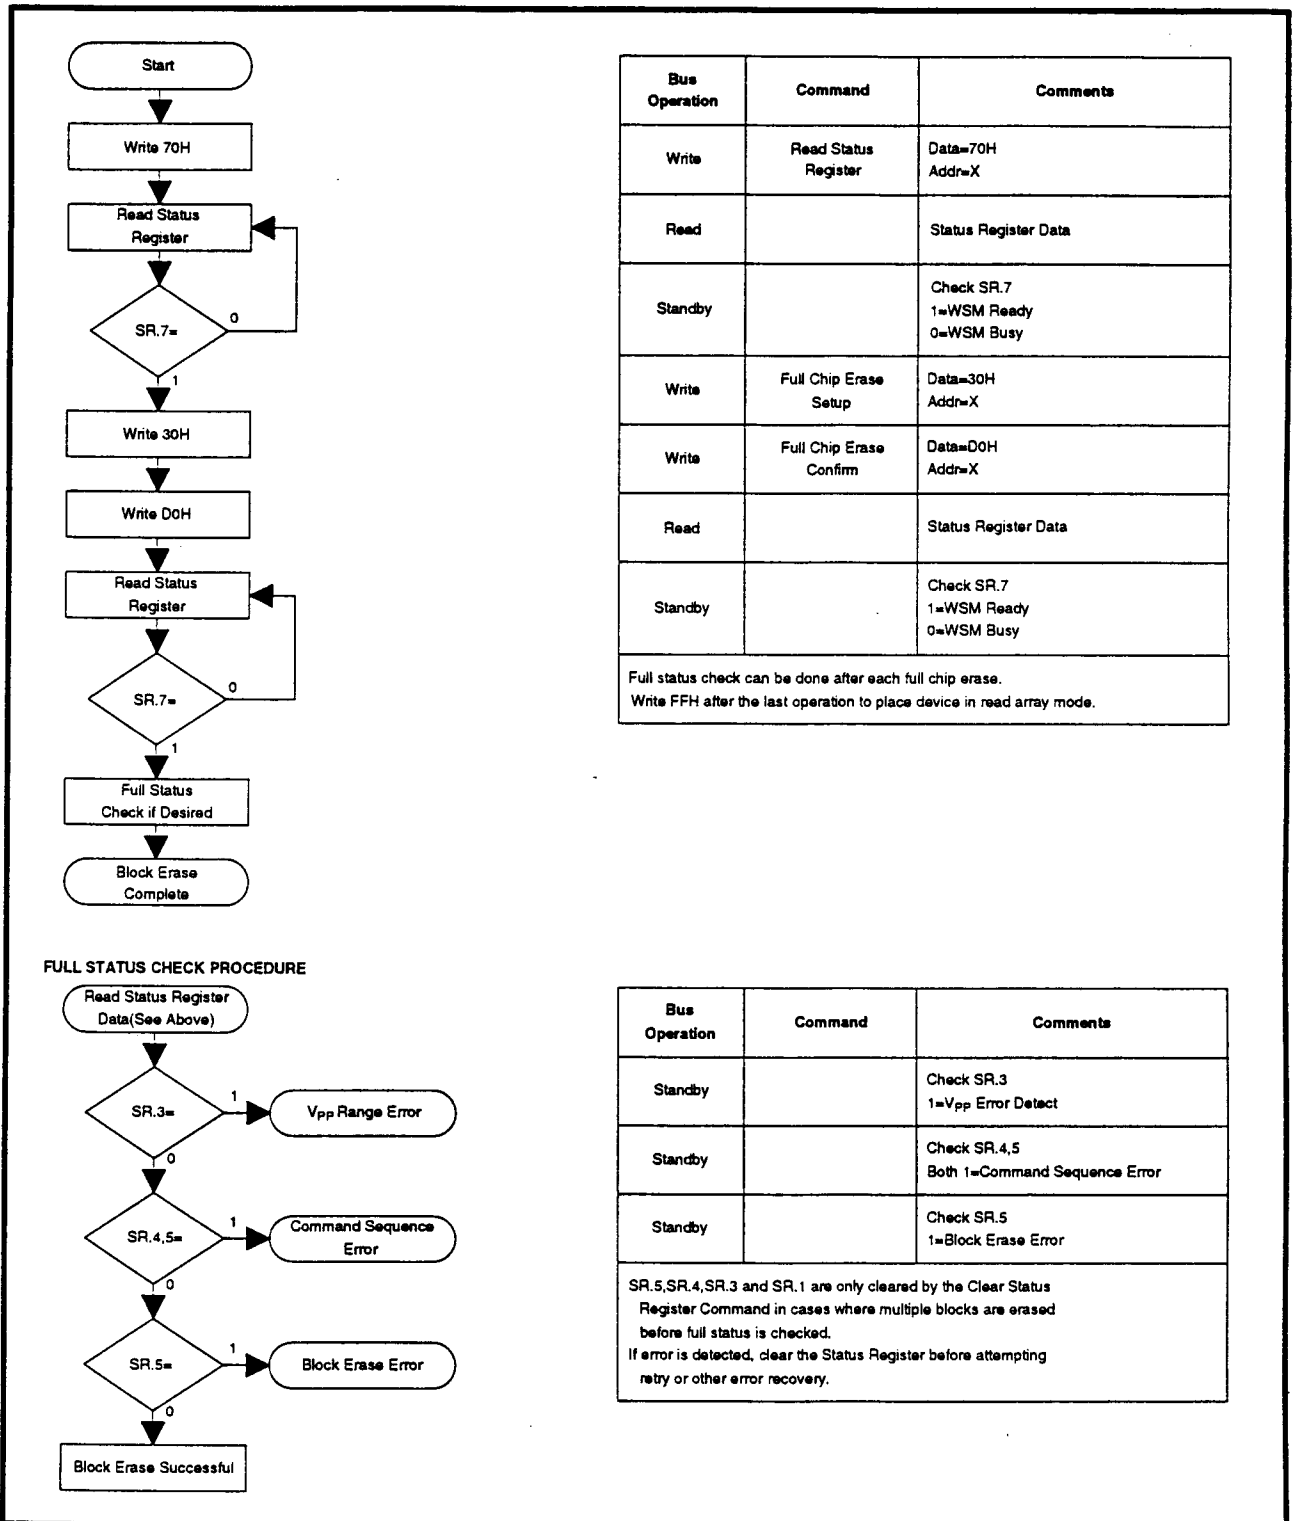 Start
Write 70H
Read Status
Register
SR.7=
0
1
Write 30H
Write D0H
Read Status
Register
SR.7=
0
1
Full Status
Check if Desired
Block Erase
Complete
Bus
Operation
Command
Comments
Write
Read Status
Register
Data=70H
Addr=X
Read
Status Register Data
Standby
Check SR.7
1=WSM Ready
0=WSM Busy
Write
Full Chip Erase
Setup
Data=30H
Addr=X
Write
Full Chip Erase
Confirm
Data=D0H
Addr=X
Read
Status Register Data
Standby
Check SR.7
1=WSM Ready
0=WSM Busy
Full status check can be done after each full chip erase.
Write FFH after the last operation to place device in read array mode.
FULL STATUS CHECK PROCEDURE
Read Status Register
Data(See Above)
SR.3=
1
VPP Range Error
0
SR.4,5=
1
Command Sequence
Error
0
SR.5=
1
Block Erase Error
0
Block Erase Successful
Bus
Operation
Command
Comments
Standby
Check SR.3
1=VPP Error Detect
Standby
Check SR.4,5
Both 1=Command Sequence Error
Standby
Check SR.5
1=Block Erase Error
SR.5,SR.4,SR.3 and SR.1 are only cleared by the Clear Status
Register Command in cases where multiple blocks are erased
before full status is checked.
If error is detected, clear the Status Register before attempting
retry or other error recovery.